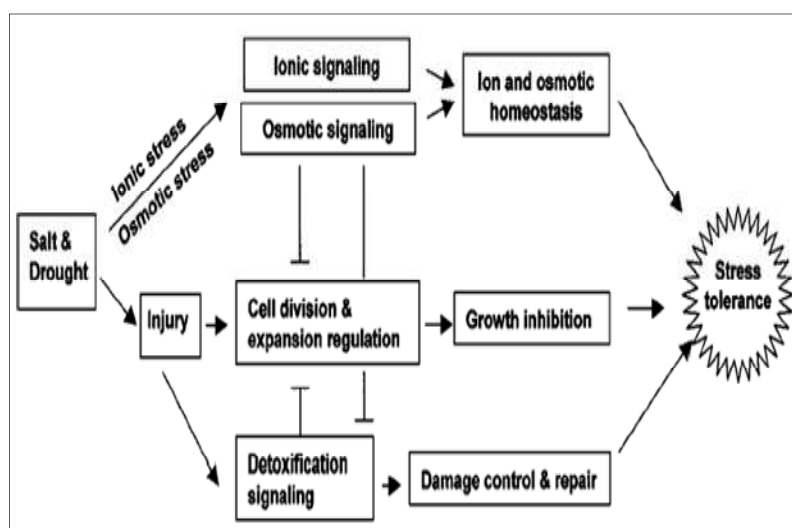 Ionic signaling
Osmotic signaling
Ion and osmotic
homeostasis
Ionic stress
Osmotic stress
Salt &
Drought
Injury
Cell division &
expansion regulation
Growth inhibition
Stress
tolerance
Detoxification
signaling
Damage control & repair